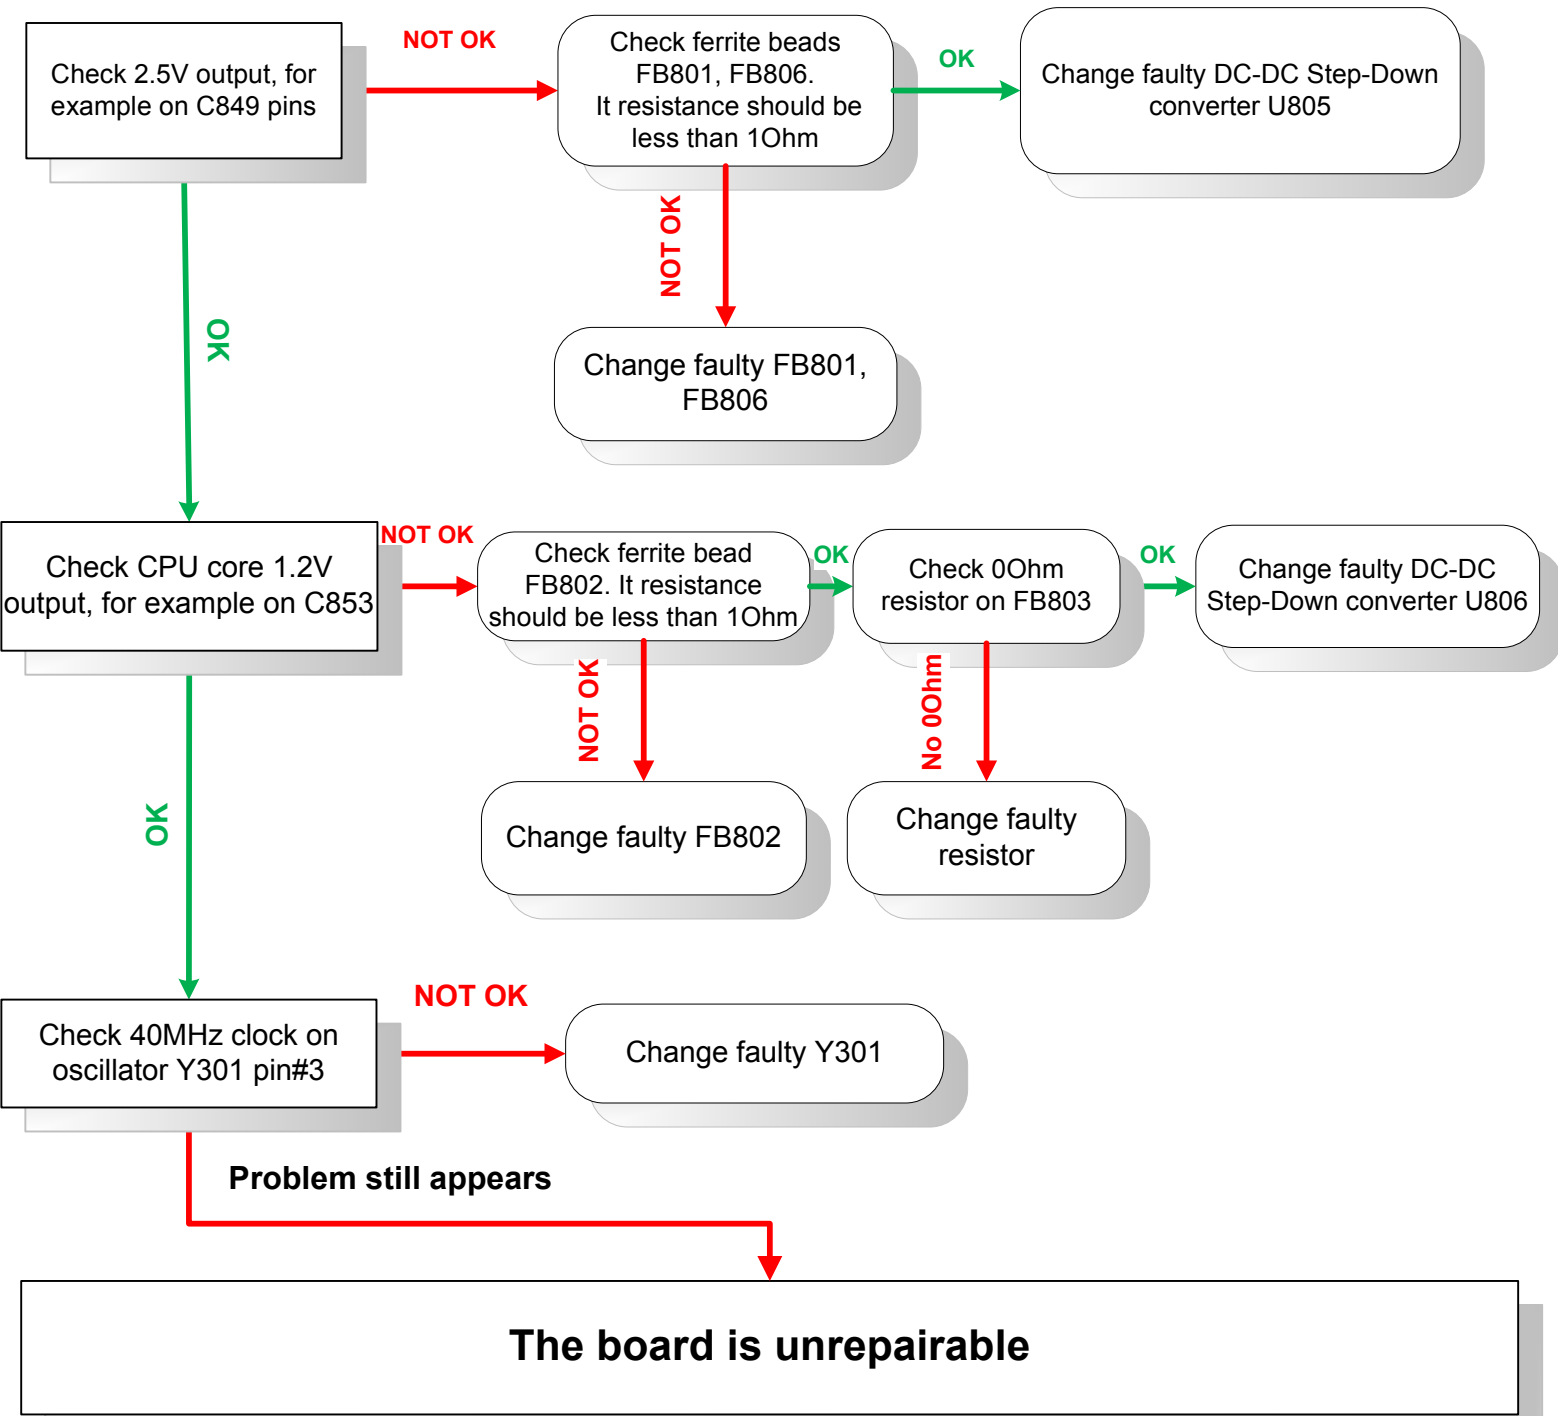 Check 2.5V output, for
example on C849 pins
NOT OK
Check ferrite beads
FB801, FB806.
It resistance should be
less than 1Ohm
OK
Change faulty DC-DC Step-Down
converter U805
NOT OK
Change faulty FB801,
FB806
OK
Check CPU core 1.2V
output, for example on C853
NOT OK
Check ferrite bead
FB802. It resistance
should be less than 1Ohm
OK
Check 0Ohm
resistor on FB803
OK
Change faulty DC-DC
Step-Down converter U806
NOT OK
Change faulty FB802
No 0Ohm
Change faulty
resistor
OK
Check 40MHz clock on
oscillator Y301 pin#3
NOT OK
Change faulty Y301
Problem still appears
The board is unrepairable